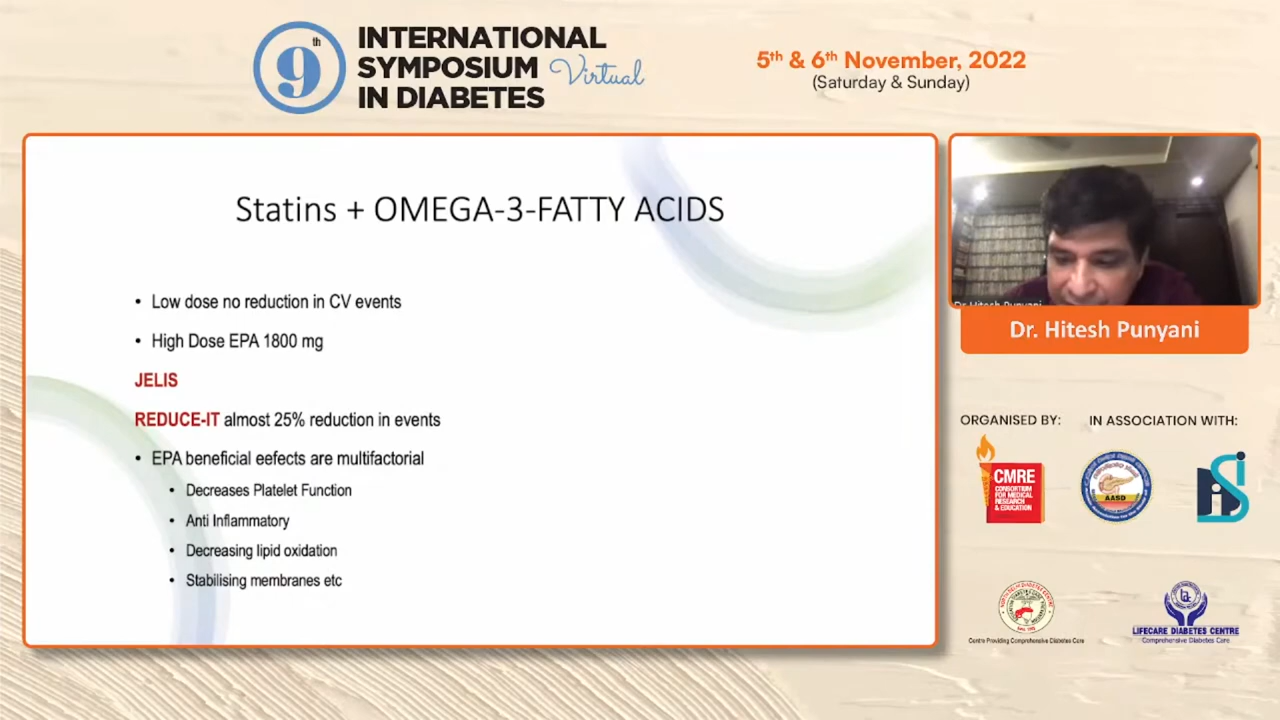 9th
INTERNATIONAL
SYMPOSIUM Virtual
IN DIABETES
5th & 6th November, 2022
(Saturday & Sunday)
Statins + OMEGA-3-FATTY ACIDS
• Low dose no reduction in CV events
• High Dose EPA 1800 mg
JELIS
REDUCE-IT almost 25% reduction in events
• EPA beneficial eefects are multifactorial
• Decreases Platelet Function
• Anti Inflammatory
• Decreasing lipid oxidation
• Stabilising membranes etc
Dr. Hitesh Punyani
Dr. Hitesh Punyani
ORGANISED BY:
IN ASSOCIATION WITH:
CMRE
CONSORTIUM
FOR MEDICAL
RESEARCH
& EDUCATION
AASD
Centre Providing Comprehensive Diabetes Care
LIFECARE DIABETES CENTRE
Comprehensive Diabetes Care